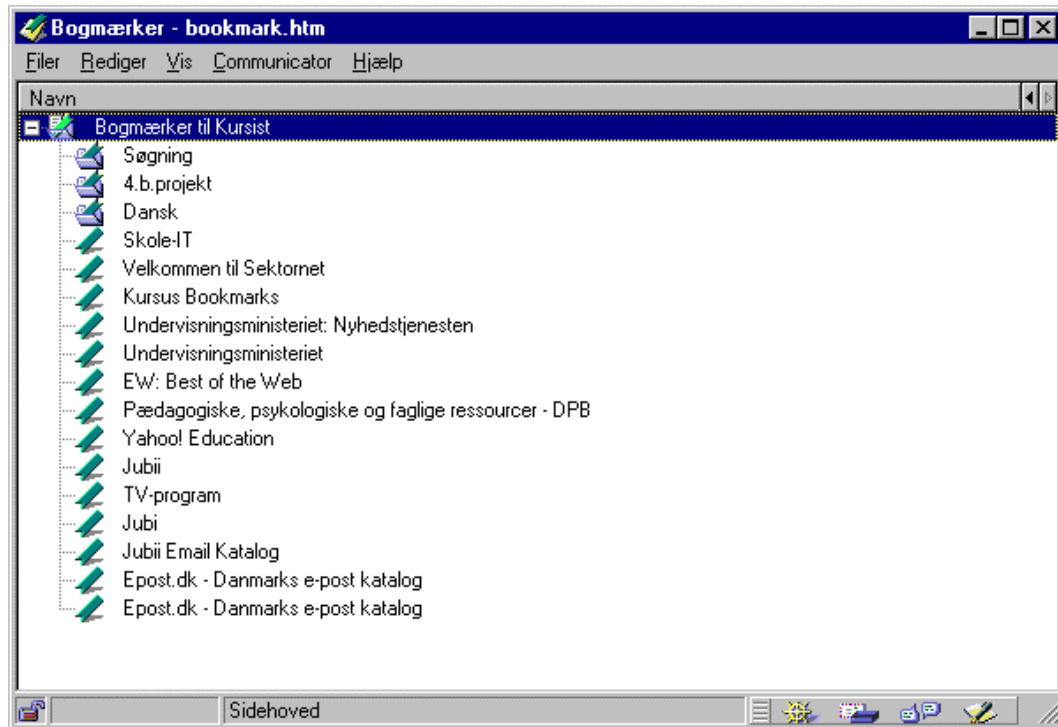 Bogmærker - bookmark.htm
Filer Rediger Vis Communicator Hjælp
Navn
Bogmærker til Kursist
Søgning
4.b.projekt
Dansk
Skole-IT
Velkommen til Sektornet
Kursus Bookmarks
Undervisningsministeriet: Nyhedstjenesten
Undervisningsministeriet
EW: Best of the Web
Pædagogiske, psykologiske og faglige ressourcer - DPB
Yahoo! Education
Jubii
TV-program
Jubi
Jubii Email Katalog
Epost.dk - Danmarks e-post katalog
Epost.dk - Danmarks e-post katalog
Sidehoved